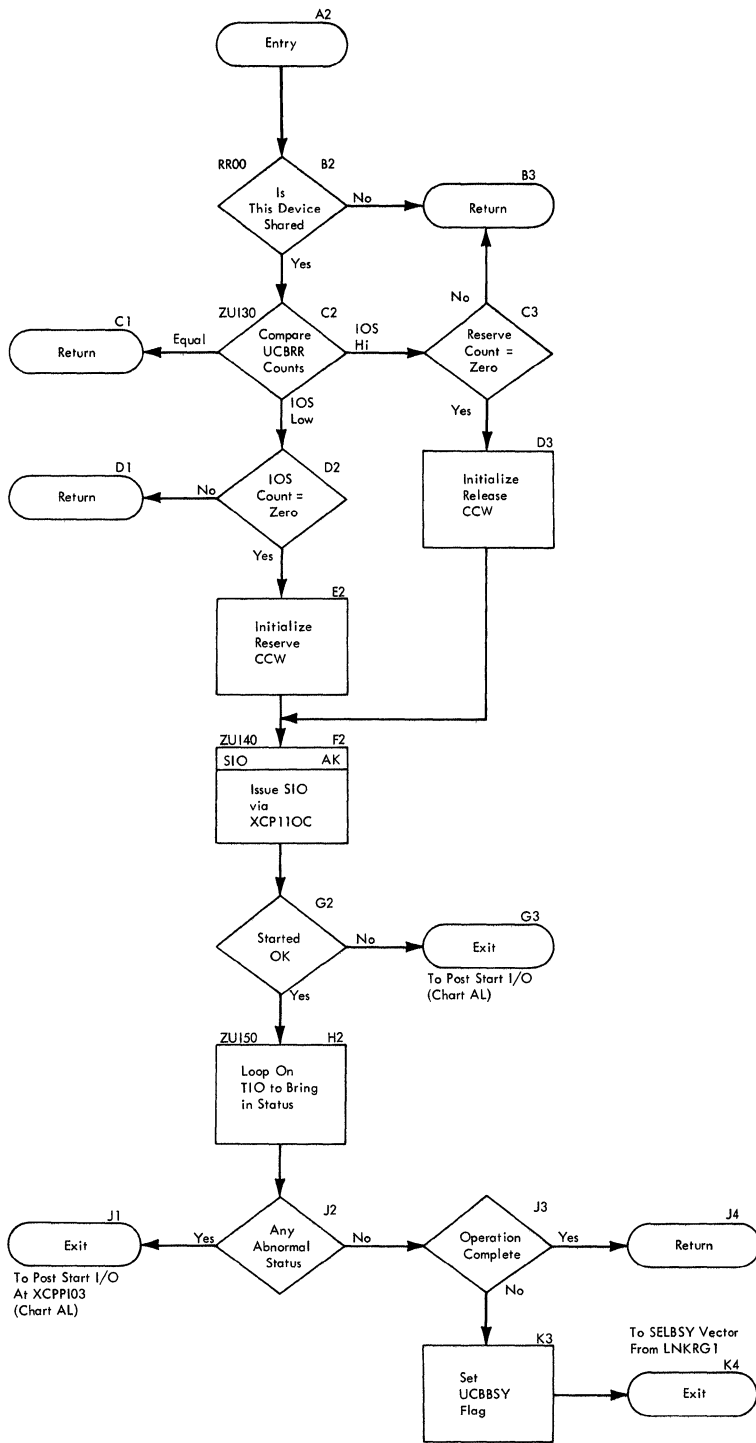 A2
Entry
RR00
B2
Is
This Device
Shared
No
B3
Return
Yes
ZUI30
C2
Compare
UCBRR
Counts
Equal
C1
Return
IOS
Hi
No
C3
Reserve
Count =
Zero
IOS
Low
Yes
D1
Return
No
D2
IOS
Count =
Zero
D3
Initialize
Release
CCW
Yes
E2
Initialize
Reserve
CCW
ZUI40
F2
SIO
AK
Issue SIO
via
XCP11OC
G2
Started
OK
No
G3
Exit
To Post Start I/O
(Chart AL)
Yes
ZUI50
H2
Loop On
TIO to Bring
in Status
J1
Exit
To Post Start I/O
At XCPPI03
(Chart AL)
Yes
J2
Any
Abnormal
Status
No
J3
Operation
Complete
Yes
J4
Return
No
K3
Set
UCBBSY
Flag
To SELBSY Vector
From LNKRG1
K4
Exit